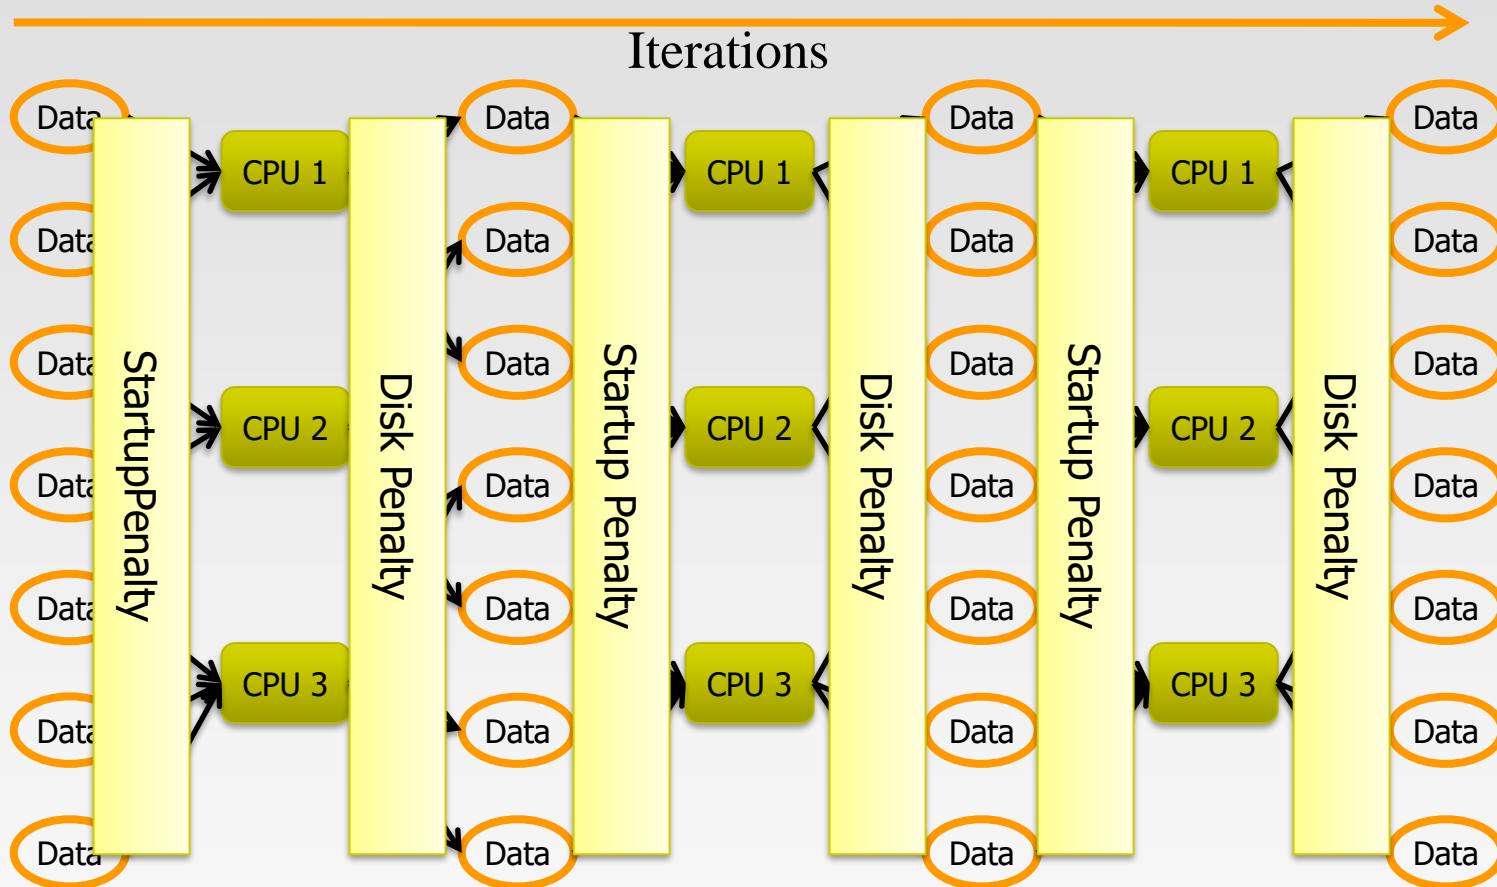 Iterations
Data
Data
Data
Data
Data
Data
Data
StartupPenalty
CPU 1
CPU 2
CPU 3
Disk Penalty
Data
Data
Data
Data
Data
Data
Data
Startup Penalty
CPU 1
CPU 2
CPU 3
Disk Penalty
Data
Data
Data
Data
Data
Data
Data
Startup Penalty
CPU 1
CPU 2
CPU 3
Disk Penalty
Data
Data
Data
Data
Data
Data
Data